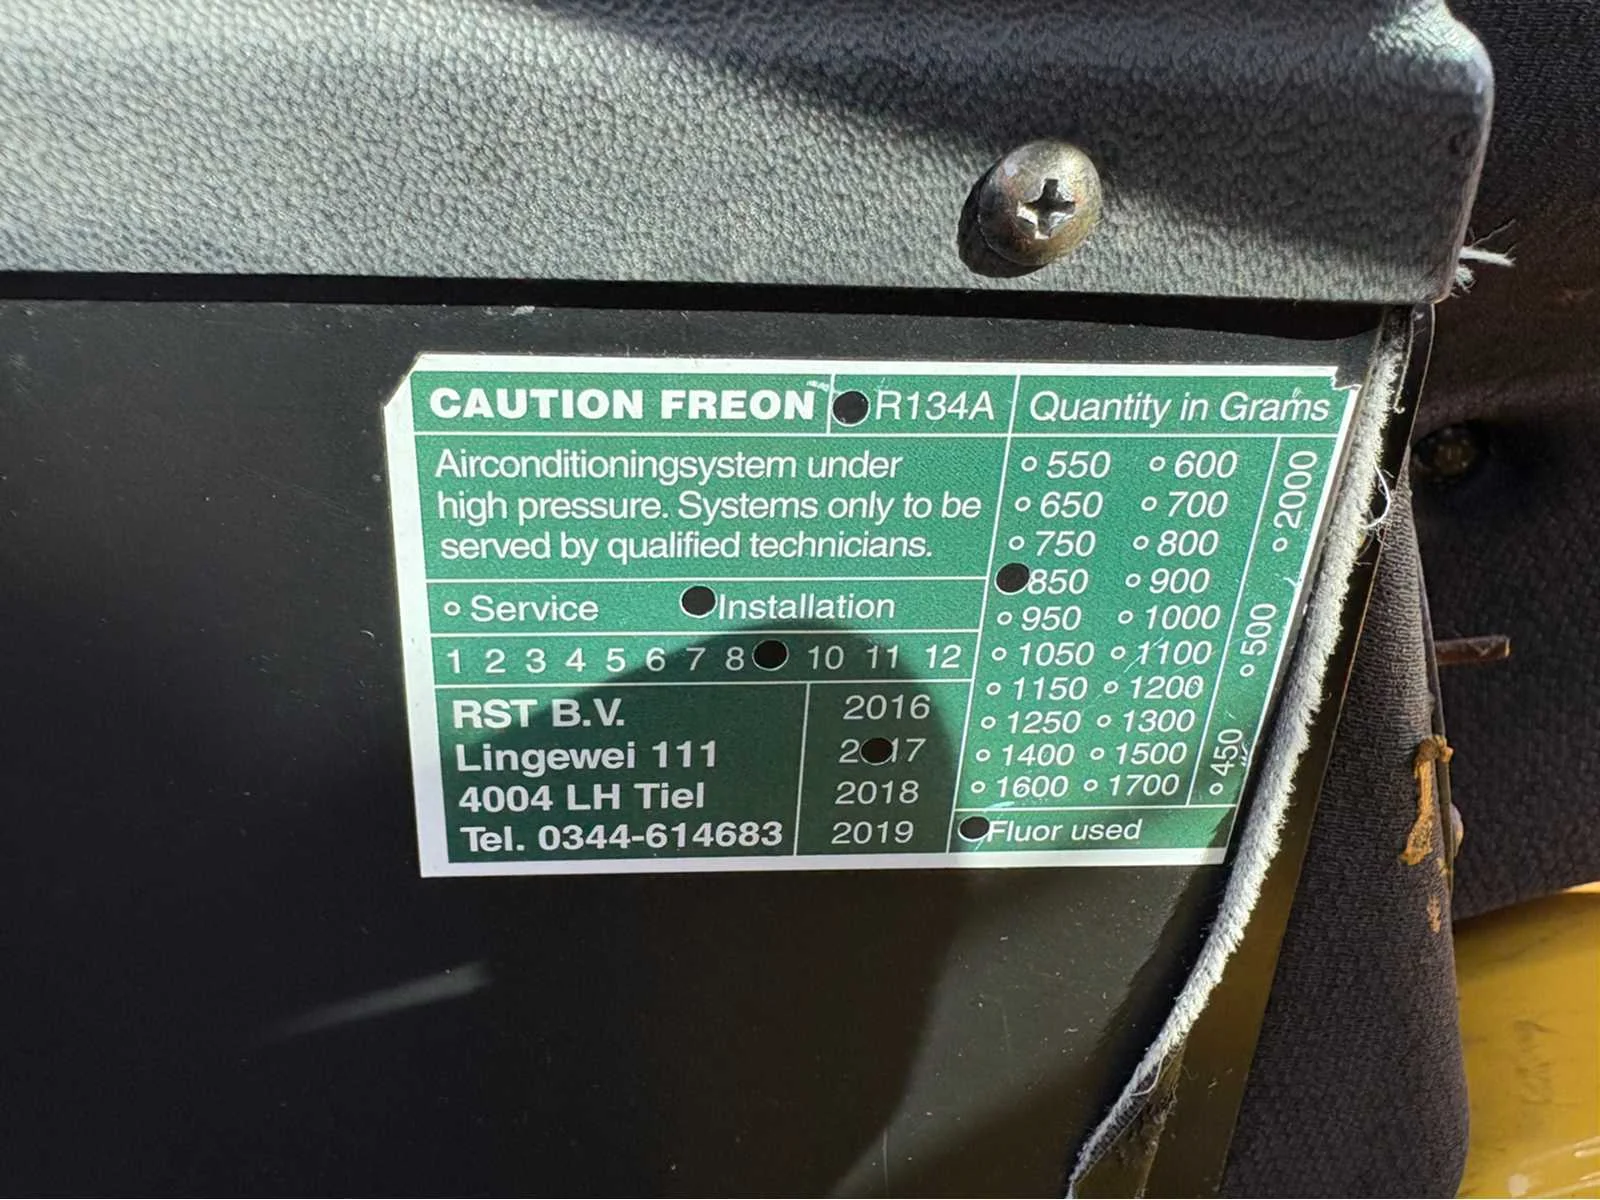 CAUTION FREON R134A Quantity in Grams
Airconditioningsystem under
high pressure. Systems only to be
served by qualified technicians.
Service Installation
1 2 3 4 5 6 7 8 10 11 12
RST B.V.
Lingewei 111
4004 LH Tiel
Tel. 0344-614683
2016
2 17
2018
2019
550 600
650 700
750 800
850 900
950 1000
1050 1100
1150 1200
1250 1300
1400 1500
1600 1700
2000
500
450
Fluor used